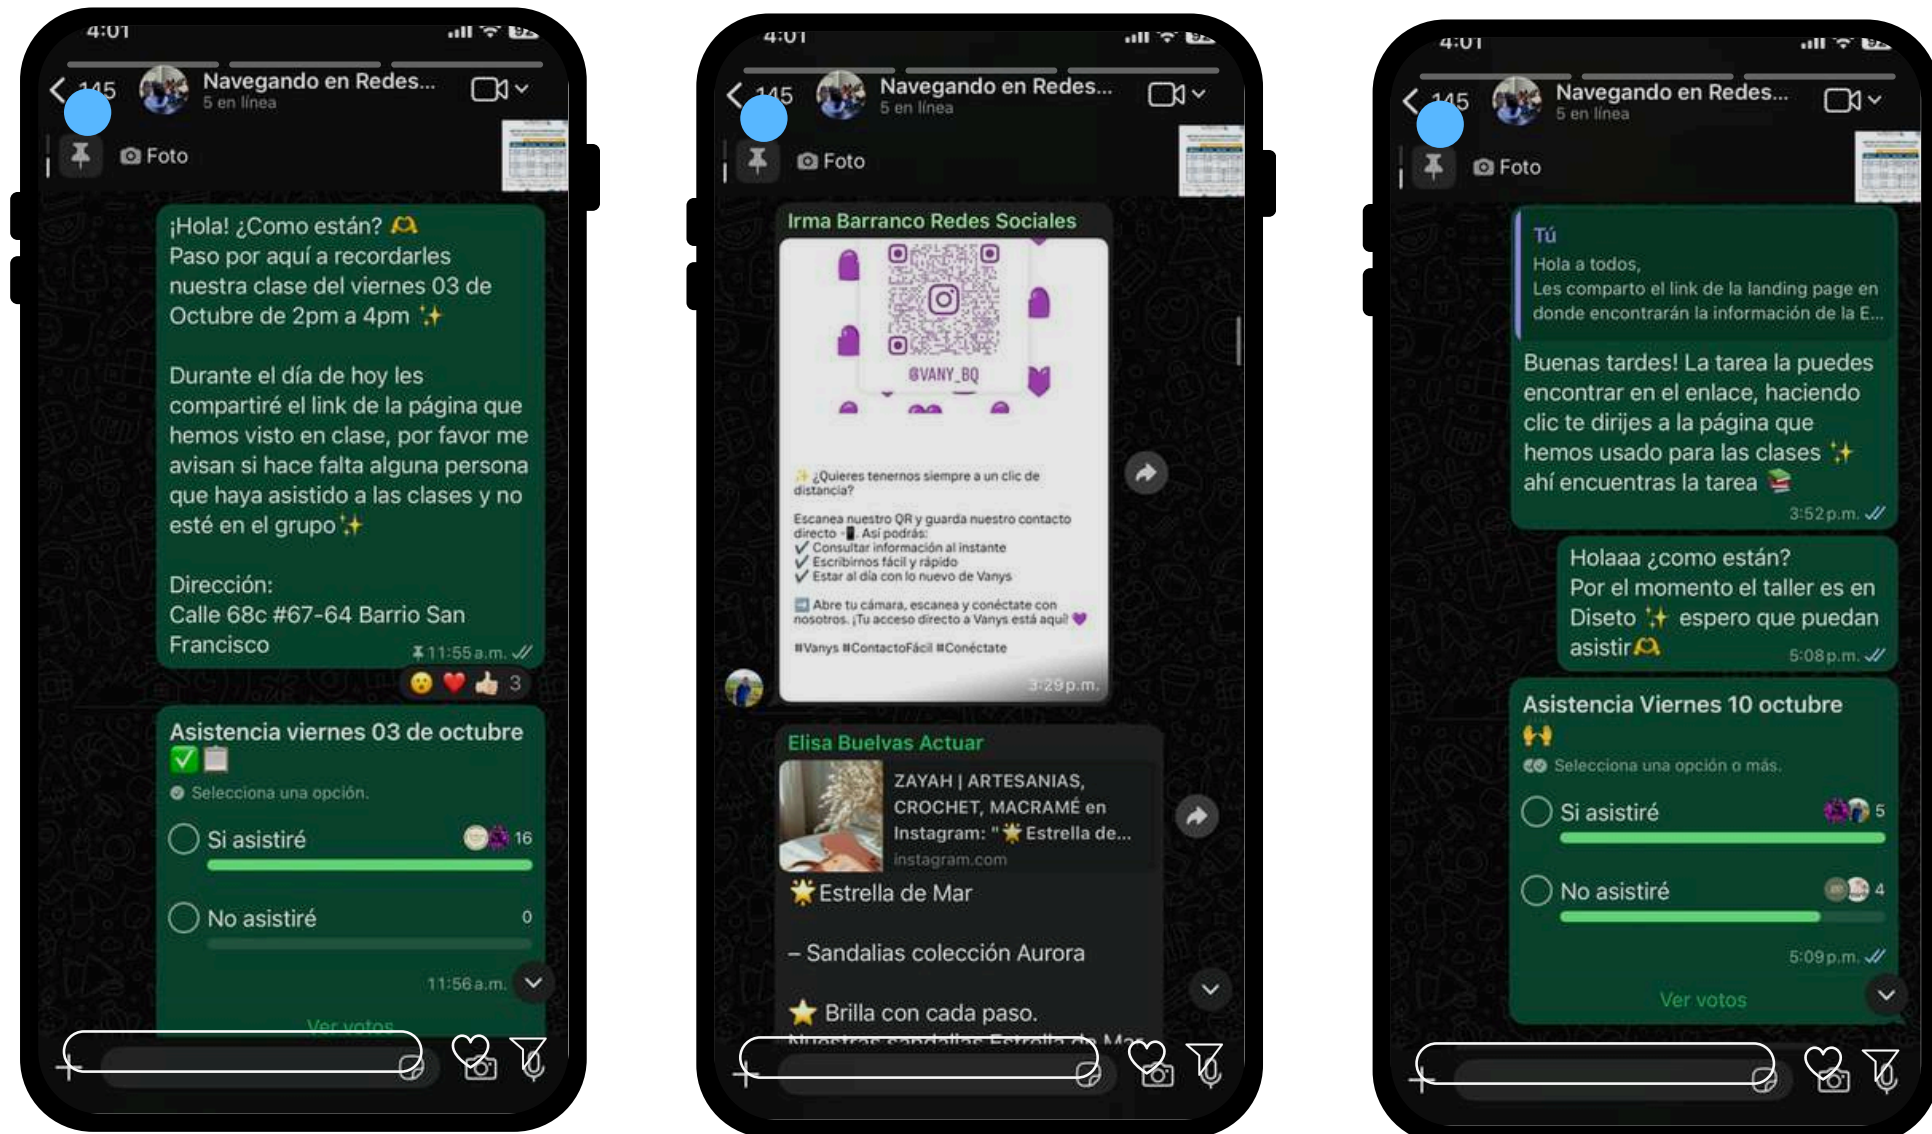 4:01
145
Navegando en Redes...
5 en línea
Foto
¡Hola! ¿Como están? 🫶
Paso por aquí a recordarles
nuestra clase del viernes 03 de
Octubre de 2pm a 4pm ✨
Durante el día de hoy les
compartiré el link de la página que
hemos visto en clase, por favor me
avisan si hace falta alguna persona
que haya asistido a las clases y no
esté en el grupo✨
Dirección:
Calle 68c #67-64 Barrio San
Francisco
11:55 a.m.
😮 ❤️ 👍🏻 3
Asistencia viernes 03 de octubre
✅📋
Selecciona una opción.
Si asistiré 16
No asistiré 0
11:56 a.m.
Ver votos
4:01
145
Navegando en Redes...
5 en línea
Foto
Irma Barranco Redes Sociales
@VANY_BQ
✨ ¿Quieres tenernos siempre a un clic de
distancia?
Escanea nuestro QR y guarda nuestro contacto
directo 📲. Así podrás:
✔️ Consultar información al instante
✔️ Escribirnos fácil y rápido
✔️ Estar al día con lo nuevo de Vanys
➡️ Abre tu cámara, escanea y conéctate con
nosotros. ¡Tu acceso directo a Vanys está aquí! 💜
#Vanys #ContactoFácil #Conéctate
3:29 p.m.
Elisa Buelvas Actuar
ZAYAH | ARTESANIAS,
CROCHET, MACRAMÉ en
Instagram: "🌟Estrella de...
instagram.com
🌟Estrella de Mar
– Sandalias colección Aurora
⭐ Brilla con cada paso.
Nuestras sandalias Estrella de Mar
4:01
145
Navegando en Redes...
5 en línea
Foto
Tú
Hola a todos,
Les comparto el link de la landing page en
donde encontrarán la información de la E...
Buenas tardes! La tarea la puedes
encontrar en el enlace, haciendo
clic te dirijes a la página que
hemos usado para las clases ✨
ahí encuentras la tarea 📚
3:52 p.m.
Holaaa ¿como están?
Por el momento el taller es en
Diseto ✨ espero que puedan
asistir🫶
5:08 p.m.
Asistencia Viernes 10 octubre
🙌
Selecciona una opción o más.
Si asistiré 5
No asistiré 4
5:09 p.m.
Ver votos